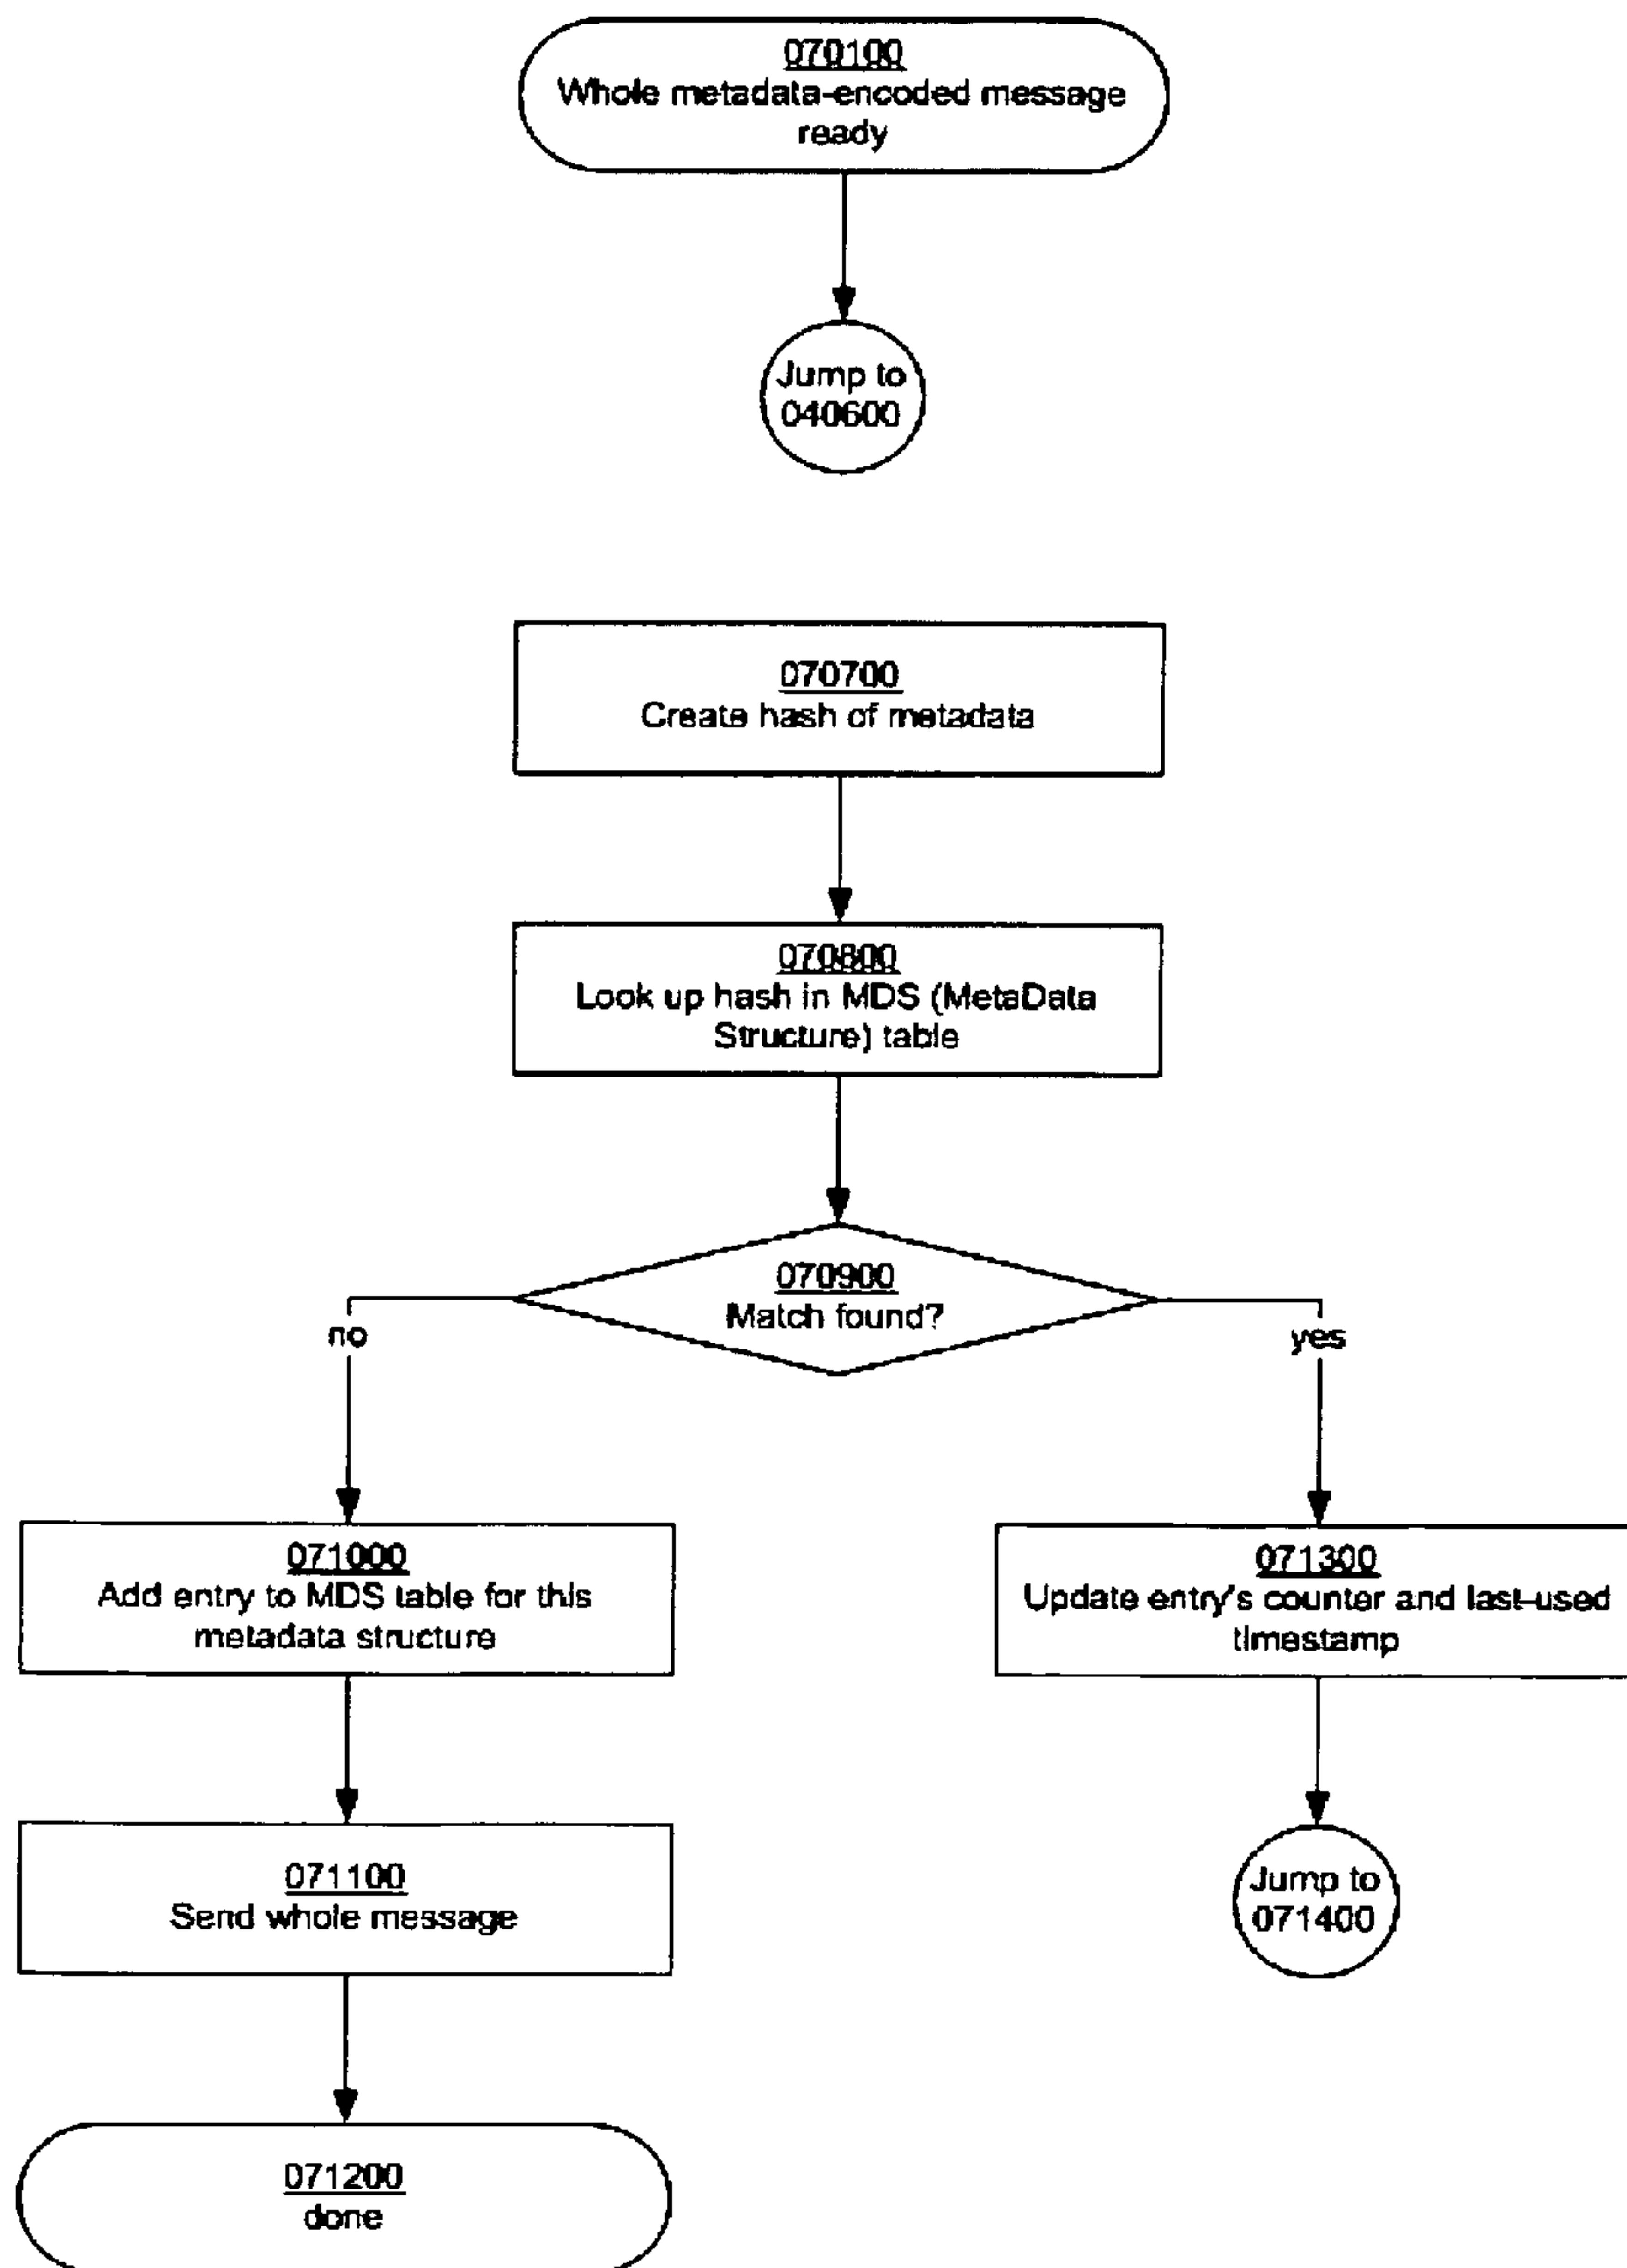 070100
Whole metadata-encoded message
ready
Jump to
040600
070700
Create hash of metadata
070800
Look up hash in MDS (MetaData
Structure) table
070900
Match found?
no
yes
071000
Add entry to MDS table for this
metadata structure
071300
Update entry's counter and last-used
timestamp
071100
Send whole message
Jump to
071400
071200
done